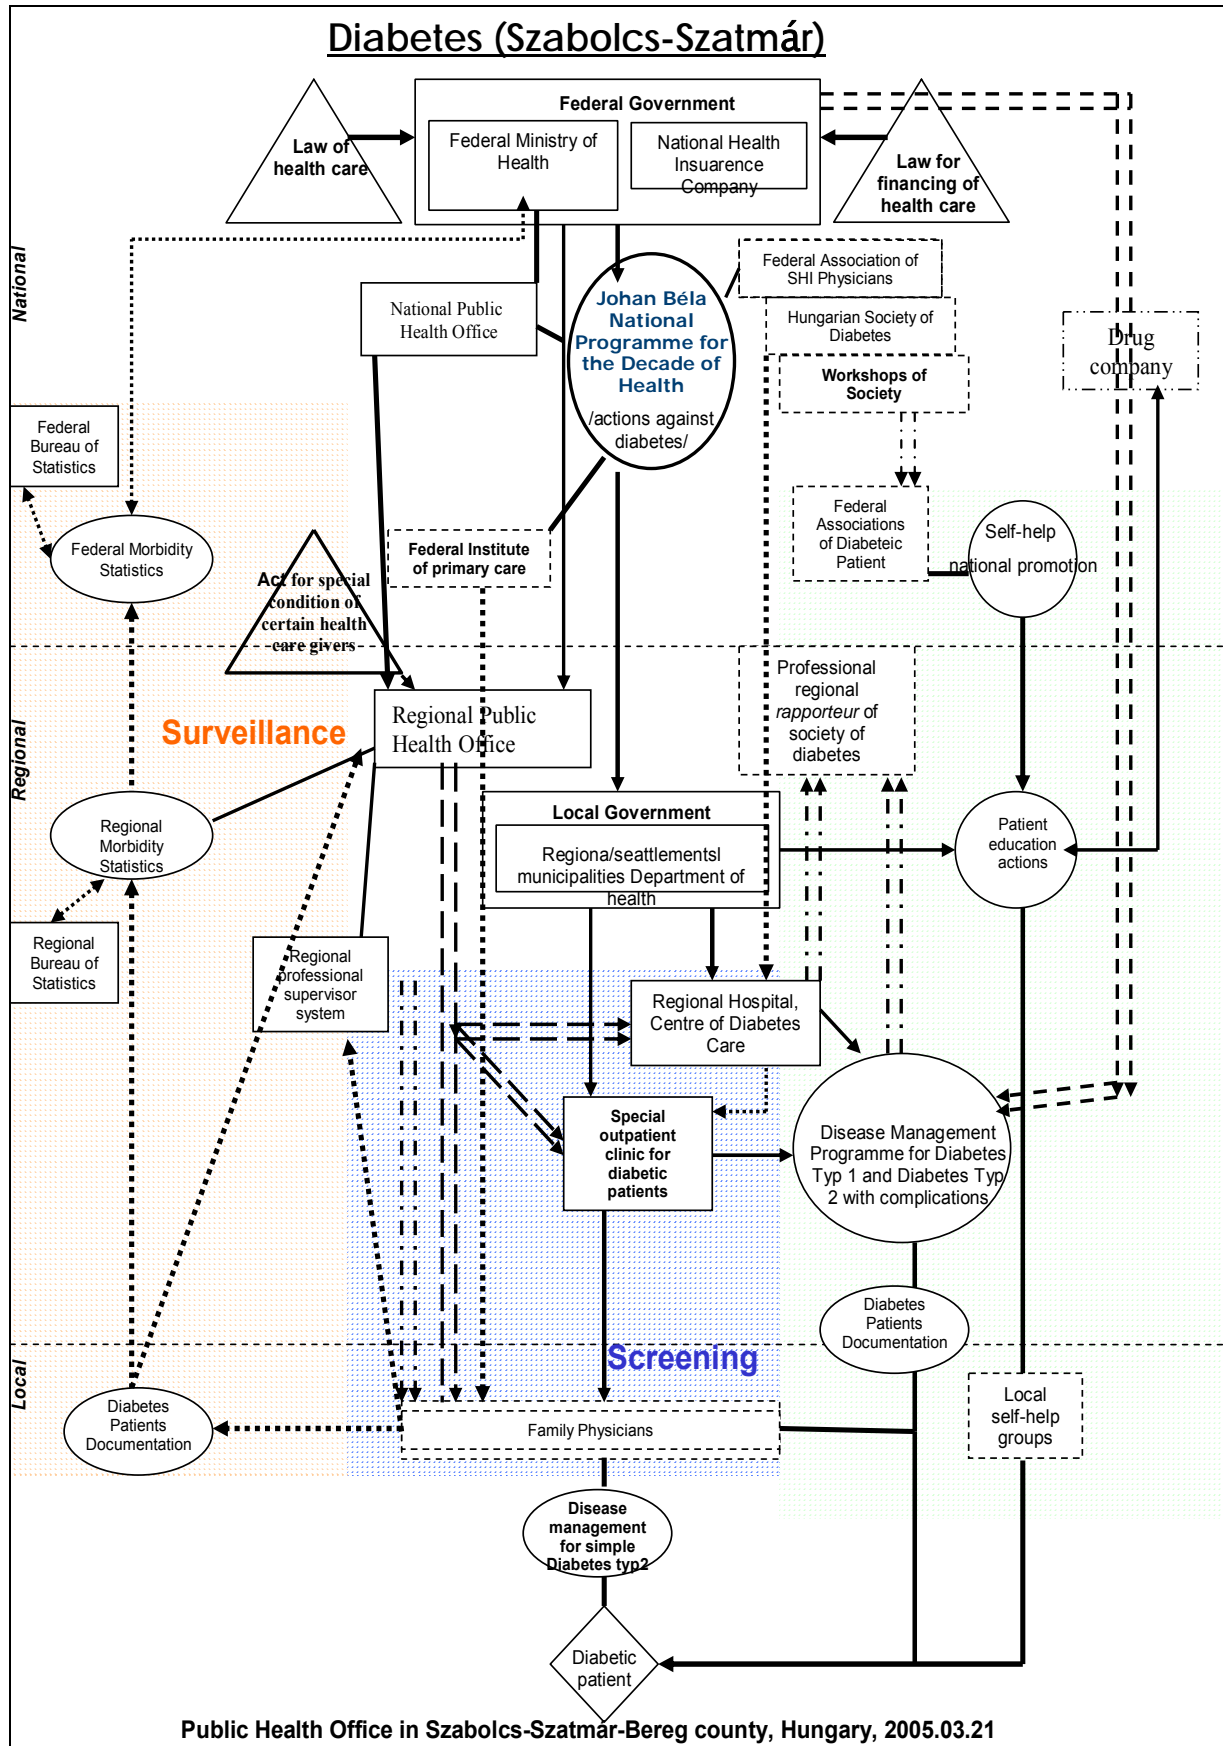 Diabetes (Szabolcs-Szatmár)
Federal Government
Law of
health care
Federal Ministry of
Health
National Health
Insuarence
Company
Law for
financing of
health care
National
National Public
Health Office
Johan Béla
National
Programme for
the Decade of
Health
/actions against
diabetes/
Federal Association of
SHI Physicians
Hungarian Society of
Diabetes
Workshops of
Society
Drug
company
Federal
Bureau of
Statistics
Federal Morbidity
Statistics
Act for special
condition of
certain health
care givers
Federal Institute
of primary care
Federal
Associations
of Diabeteic
Patient
Self-help
national promotion
Regional
Surveillance
Regional Public
Health Office
Professional
regional
rapporteur of
society of
diabetes
Regional
Morbidity
Statistics
Local Government
Regiona/seattlementsl
municipalities Department of
health
Patient
education
actions
Regional
Bureau of
Statistics
Regional
professional
supervisor
system
Regional Hospital,
Centre of Diabetes
Care
Special
outpatient
clinic for
diabetic
patients
Disease Management
Programme for Diabetes
Typ 1 and Diabetes Typ
2 with complications
Diabetes
Patients
Documentation
Screening
Local
Diabetes
Patients
Documentation
Family Physicians
Local
self-help
groups
Disease
management
for simple
Diabetes typ2
Diabetic
patient
Public Health Office in Szabolcs-Szatmár-Bereg county, Hungary, 2005.03.21